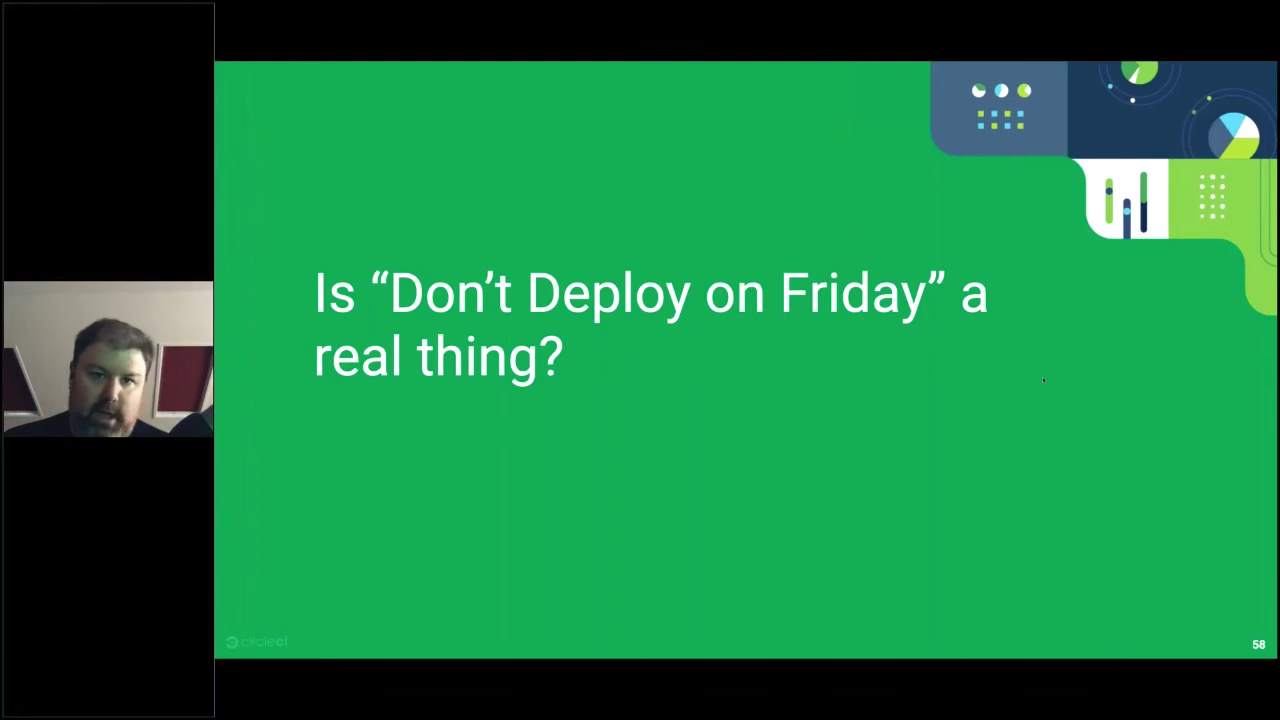 Is “Don’t Deploy on Friday” a
real thing?
circleci
58